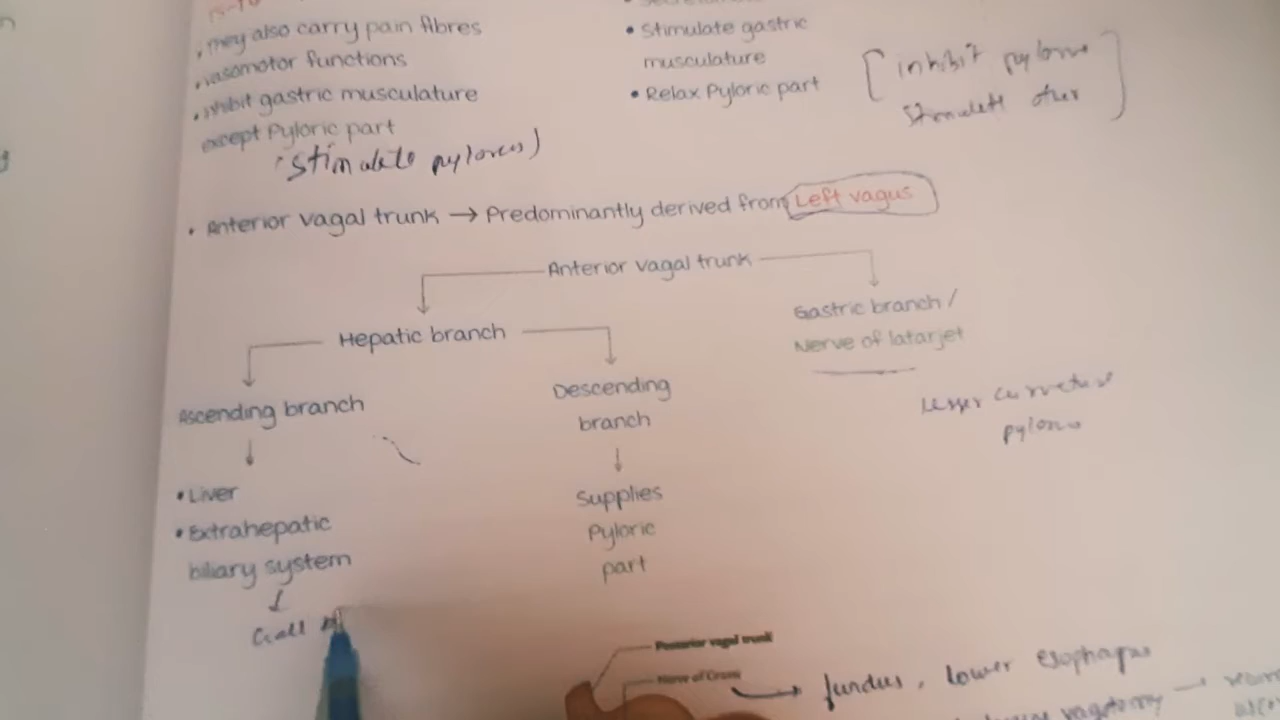 They also carry pain fibres
vasomotor functions
inhibit gastric musculature
except Pyloric part
(stimulate pylorus)
• Stimulate gastric
musculature
• Relax Pyloric part
[inhibit pylorus
stimulate other]
• Anterior vagal trunk → Predominantly derived from Left vagus
Anterior vagal trunk
Hepatic branch
Gastric branch /
Nerve of latarjet
Lesser curvature
pylorus
Ascending branch
Descending
branch
• Liver
• Extrahepatic
biliary system
Gall
Supplies
Pyloric
part
Posterior vagal trunk
Nerve of Grassi → fundus, lower esophagus
vagotomy →